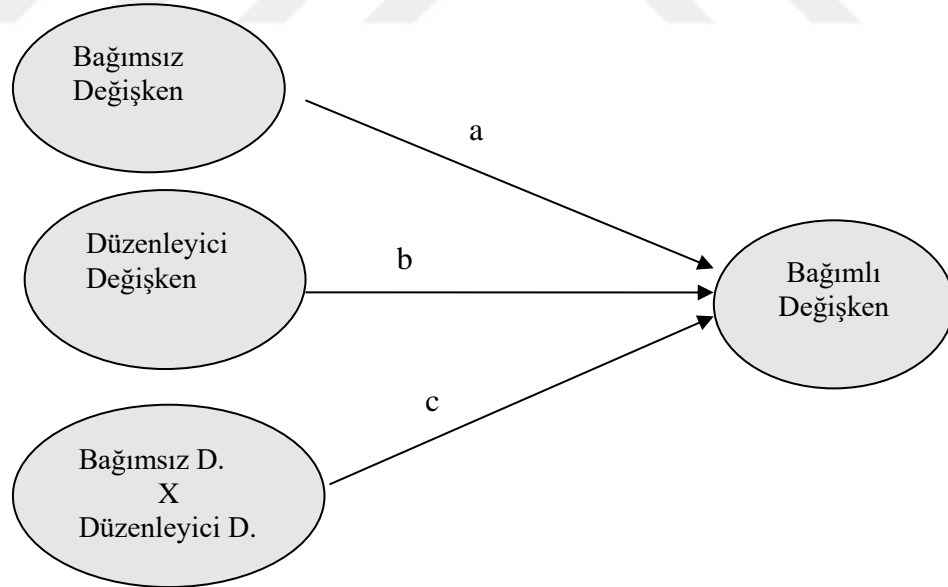 Bağımsız
Değişken
a
Düzenleyici
Değişken
b
Bağımlı
Değişken
c
Bağımsız D.
X
Düzenleyici D.